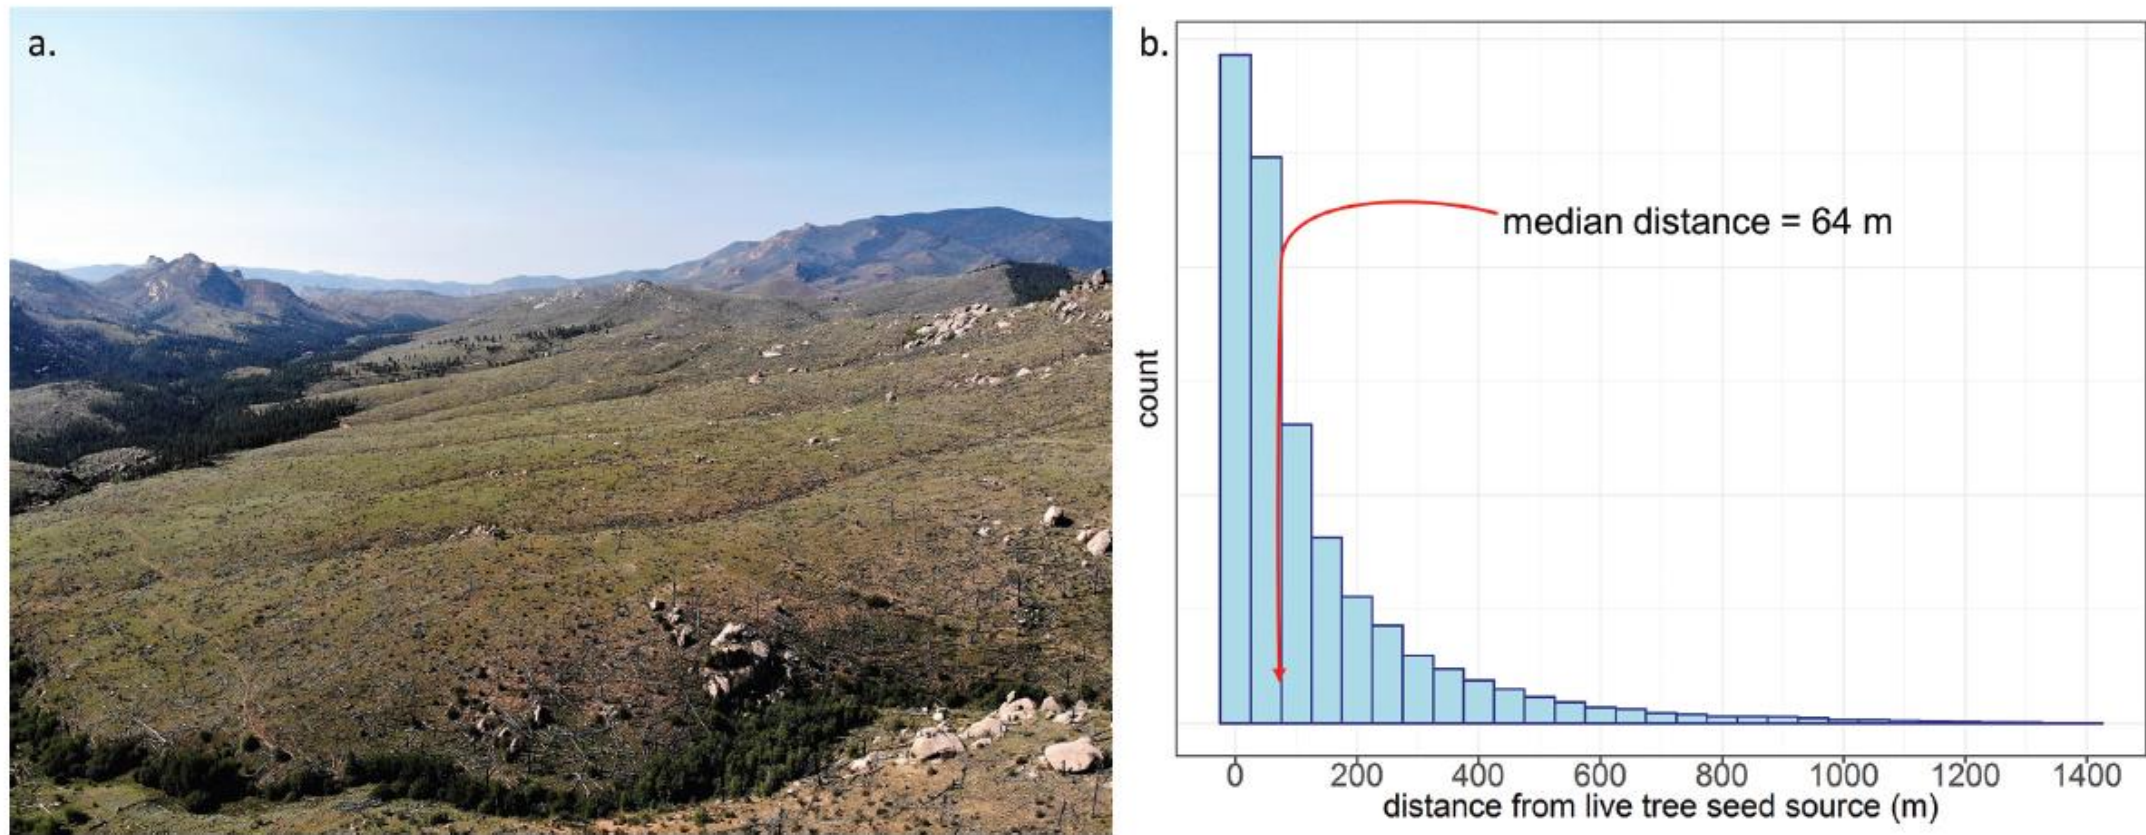 a.
b.
median distance = 64 m
count
0 200 400 600 800 1000 1200 1400
distance from live tree seed source (m)